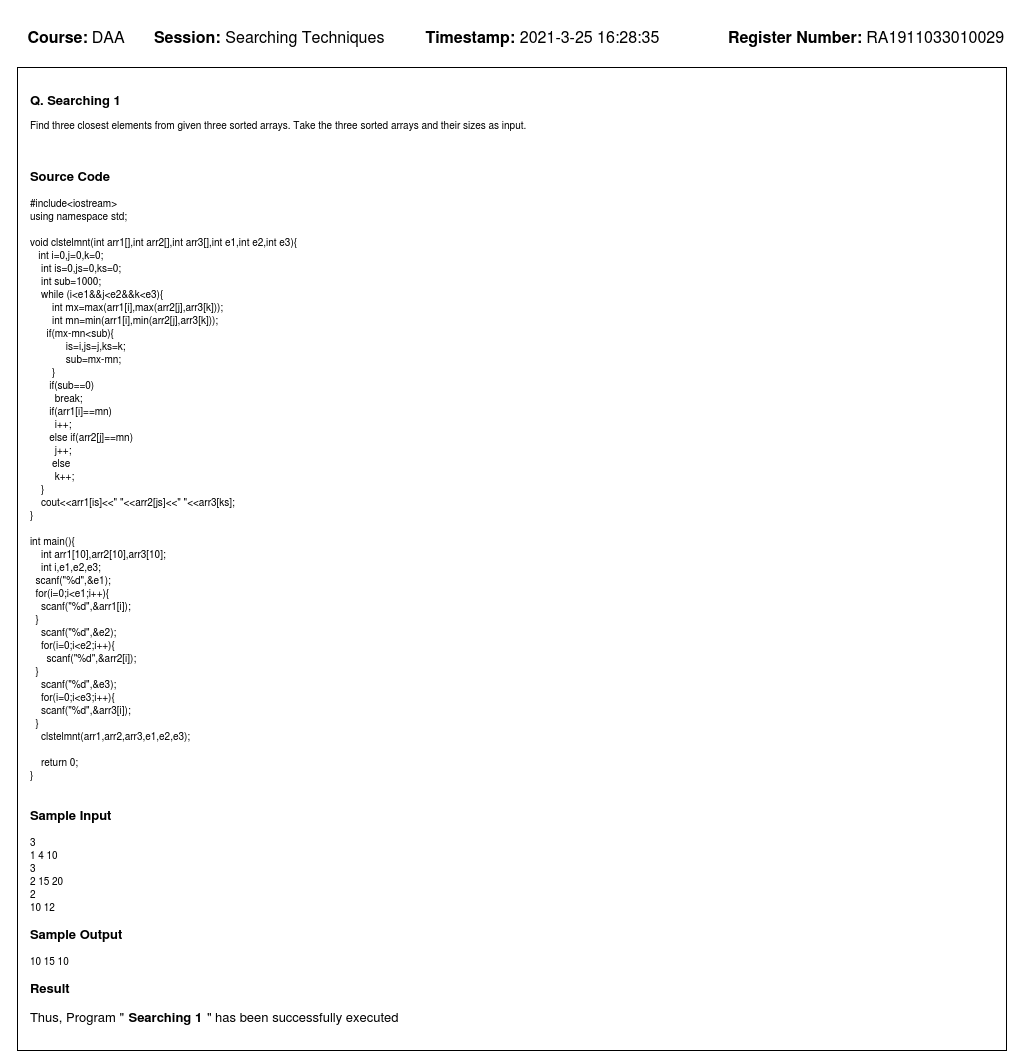 Course: DAA Session: Searching Techniques Timestamp: 2021-3-25 16:28:35 Register Number: RA1911033010029
Q. Searching 1
Find three closest elements from given three sorted arrays. Take the three sorted arrays and their sizes as input.
Source Code
#include<iostream>
using namespace std;
void clstelmnt(int arr1[],int arr2[],int arr3[],int e1,int e2,int e3){
int i=0,j=0,k=0;
int is=0,js=0,ks=0;
int sub=1000;
while (i<e1&&j<e2&&k<e3){
int mx=max(arr1[i],max(arr2[j],arr3[k]));
int mn=min(arr1[i],min(arr2[j],arr3[k]));
if(mx-mn<sub){
is=i,js=j,ks=k;
sub=mx-mn;
}
if(sub==0)
break;
if(arr1[i]==mn)
i++;
else if(arr2[j]==mn)
j++;
else
k++;
}
cout<<arr1[is]<<" "<<arr2[js]<<" "<<arr3[ks];
}
int main(){
int arr1[10],arr2[10],arr3[10];
int i,e1,e2,e3;
scanf("%d",&e1);
for(i=0;i<e1;i++){
scanf("%d",&arr1[i]);
}
scanf("%d",&e2);
for(i=0;i<e2;i++){
scanf("%d",&arr2[i]);
}
scanf("%d",&e3);
for(i=0;i<e3;i++){
scanf("%d",&arr3[i]);
}
clstelmnt(arr1,arr2,arr3,e1,e2,e3);
return 0;
}
Sample Input
3
1 4 10
3
2 15 20
2
10 12
Sample Output
10 15 10
Result
Thus, Program " Searching 1 " has been successfully executed